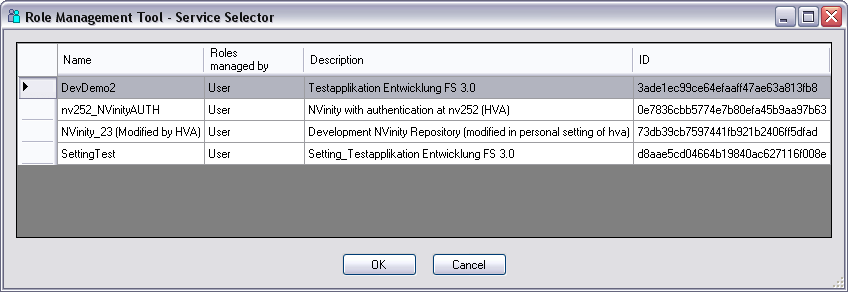 Role Management Tool - Service Selector
Name Roles managed by Description ID
DevDemo2 User Testapplikation Entwicklung FS 3.0 3ade1ec99ce64efaaff47ae63a813fb8
nv252_NVinityAUTH User NVinity with authentication at nv252 (HVA) 0e7836cbb5774e7b80efa45b9aa97b63
NVinity_23 (Modified by HVA) User Development NVinity Repository (modified in personal setting of hva) 73db39cb7597441fb921b2406ff5dfad
SettingTest User Setting_Testapplikation Entwicklung FS 3.0 d8aae5cd04664b19840ac627116f008e
OK Cancel